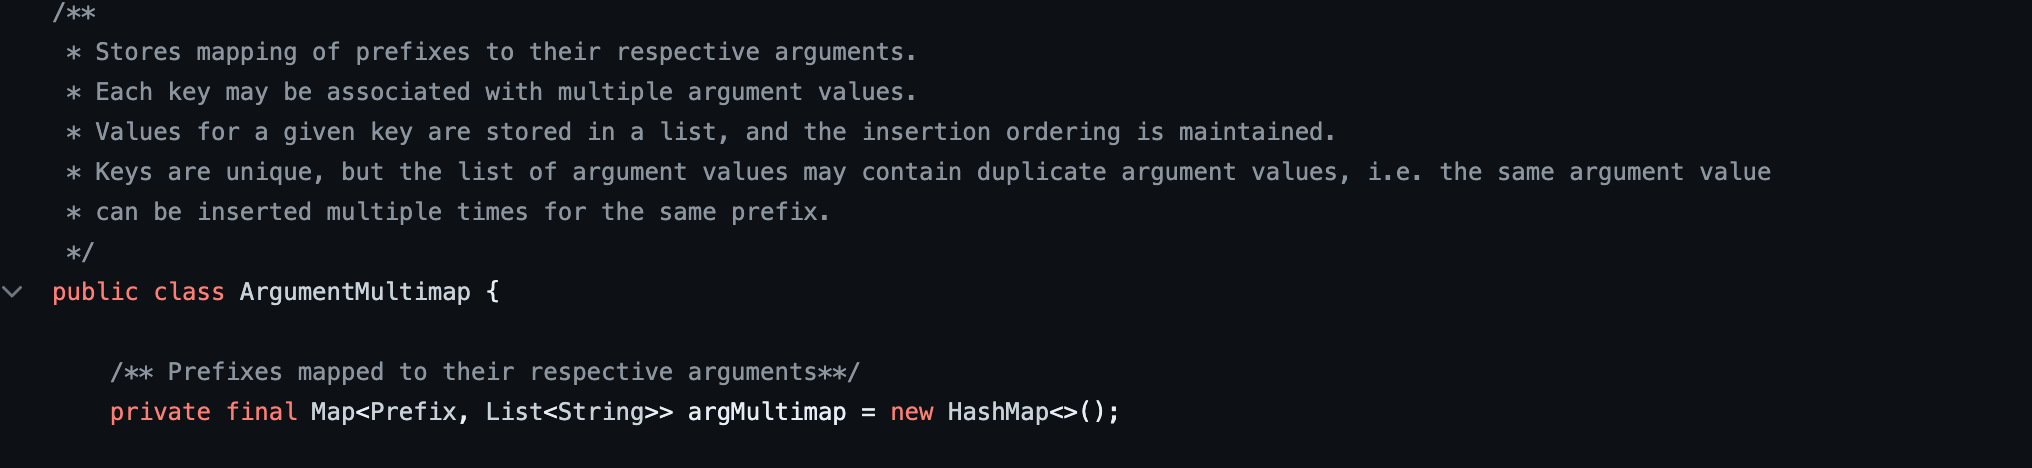 /**
 * Stores mapping of prefixes to their respective arguments.
 * Each key may be associated with multiple argument values.
 * Values for a given key are stored in a list, and the insertion ordering is maintained.
 * Keys are unique, but the list of argument values may contain duplicate argument values, i.e. the same argument value
 * can be inserted multiple times for the same prefix.
 */
public class ArgumentMultimap {
    /** Prefixes mapped to their respective arguments**/
    private final Map<Prefix, List<String>> argMultimap = new HashMap<>();